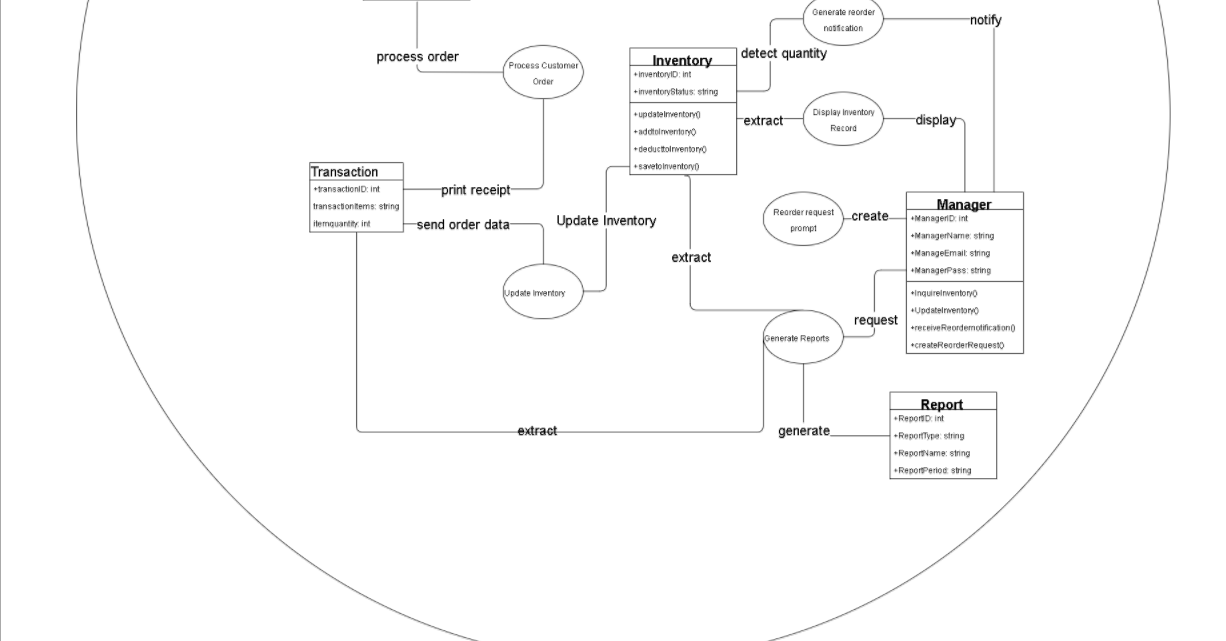 Generate reorder
notification
notify
process order
Process Customer
Order
Inventory
+inventoryID: int
+inventoryStatus: string
+updateInventory()
+addtoInventory()
+deducttoInventory()
+savetoInventory()
detect quantity
extract
Display Inventory
Record
display
Transaction
+transactionID: int
transactionItems: string
itemquantity: int
print receipt
send order data
Update Inventory
Update Inventory
extract
Reorder request
prompt
create
Manager
+ManagerID: int
+ManagerName: string
+ManageEmail: string
+ManagerPass: string
+InquireInventory()
+UpdateInventory()
+receiveReordernotification()
+createReorderRequest()
request
Generate Reports
generate
extract
Report
+ReportID: int
+ReportType: string
+ReportName: string
+ReportPeriod: string